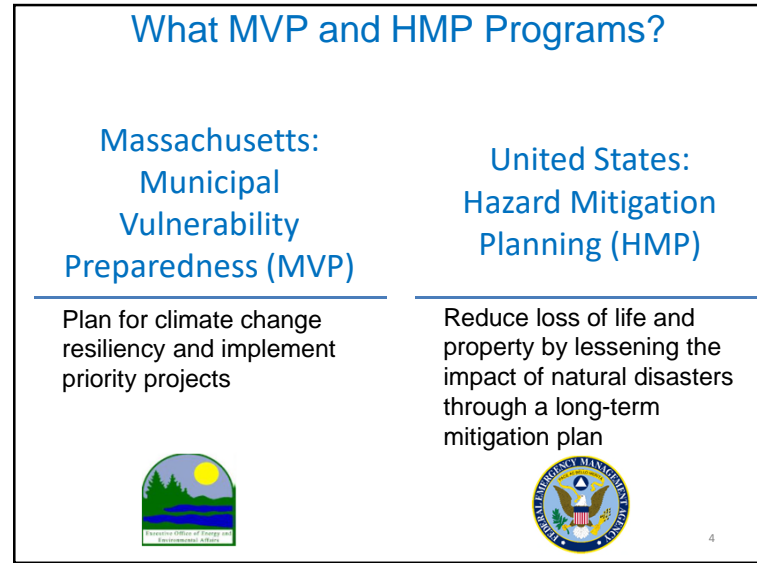 What MVP and HMP Programs?
Massachusetts:
Municipal
Vulnerability
Preparedness (MVP)
Plan for climate change
resiliency and implement
priority projects
Executive Office of Energy and
Environmental Affairs
United States:
Hazard Mitigation
Planning (HMP)
Reduce loss of life and
property by lessening the
impact of natural disasters
through a long-term
mitigation plan
FEDERAL EMERGENCY MANAGEMENT AGENCY
4